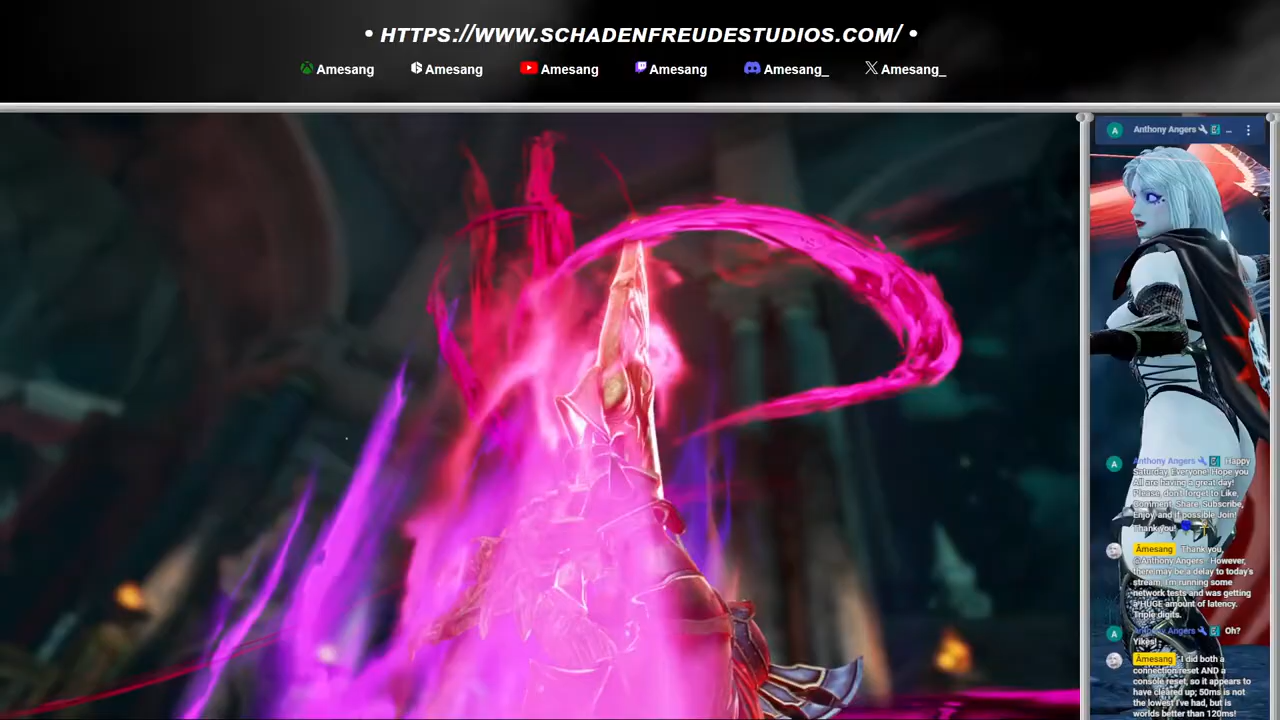 • HTTPS://WWW.SCHADENFREUDESTUDIOS.COM/ •
Amesang Amesang Amesang Amesang Amesang_ Amesang_
Anthony Angers ...
Anthony Angers Happy
Saturday, Everyone! Hope you
All are having a great day!
Please, don't forget to Like,
Comment, Share, Subscribe,
Enjoy, and if possible Join!
Thank you!
Āmesang Thank you,
@Anthony Angers . However,
there may be a delay to today's
stream. I'm running some
network tests and was getting
a HUGE amount of latency.
Triple digits.
Anthony Angers Oh?
Yikes!
Āmesang I did both a
connection reset AND a
console reset, so it appears to
have cleared up; 50ms is not
the lowest I've had, but is
worlds better than 120ms!